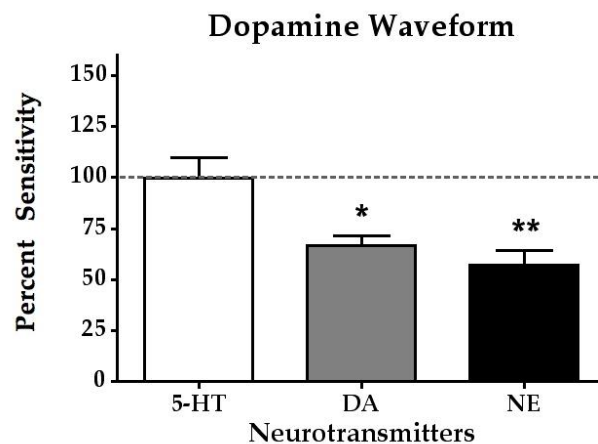 Dopamine Waveform
Percent Sensitivity
150
125
100
75
50
25
0
*
**
5-HT DA NE
Neurotransmitters